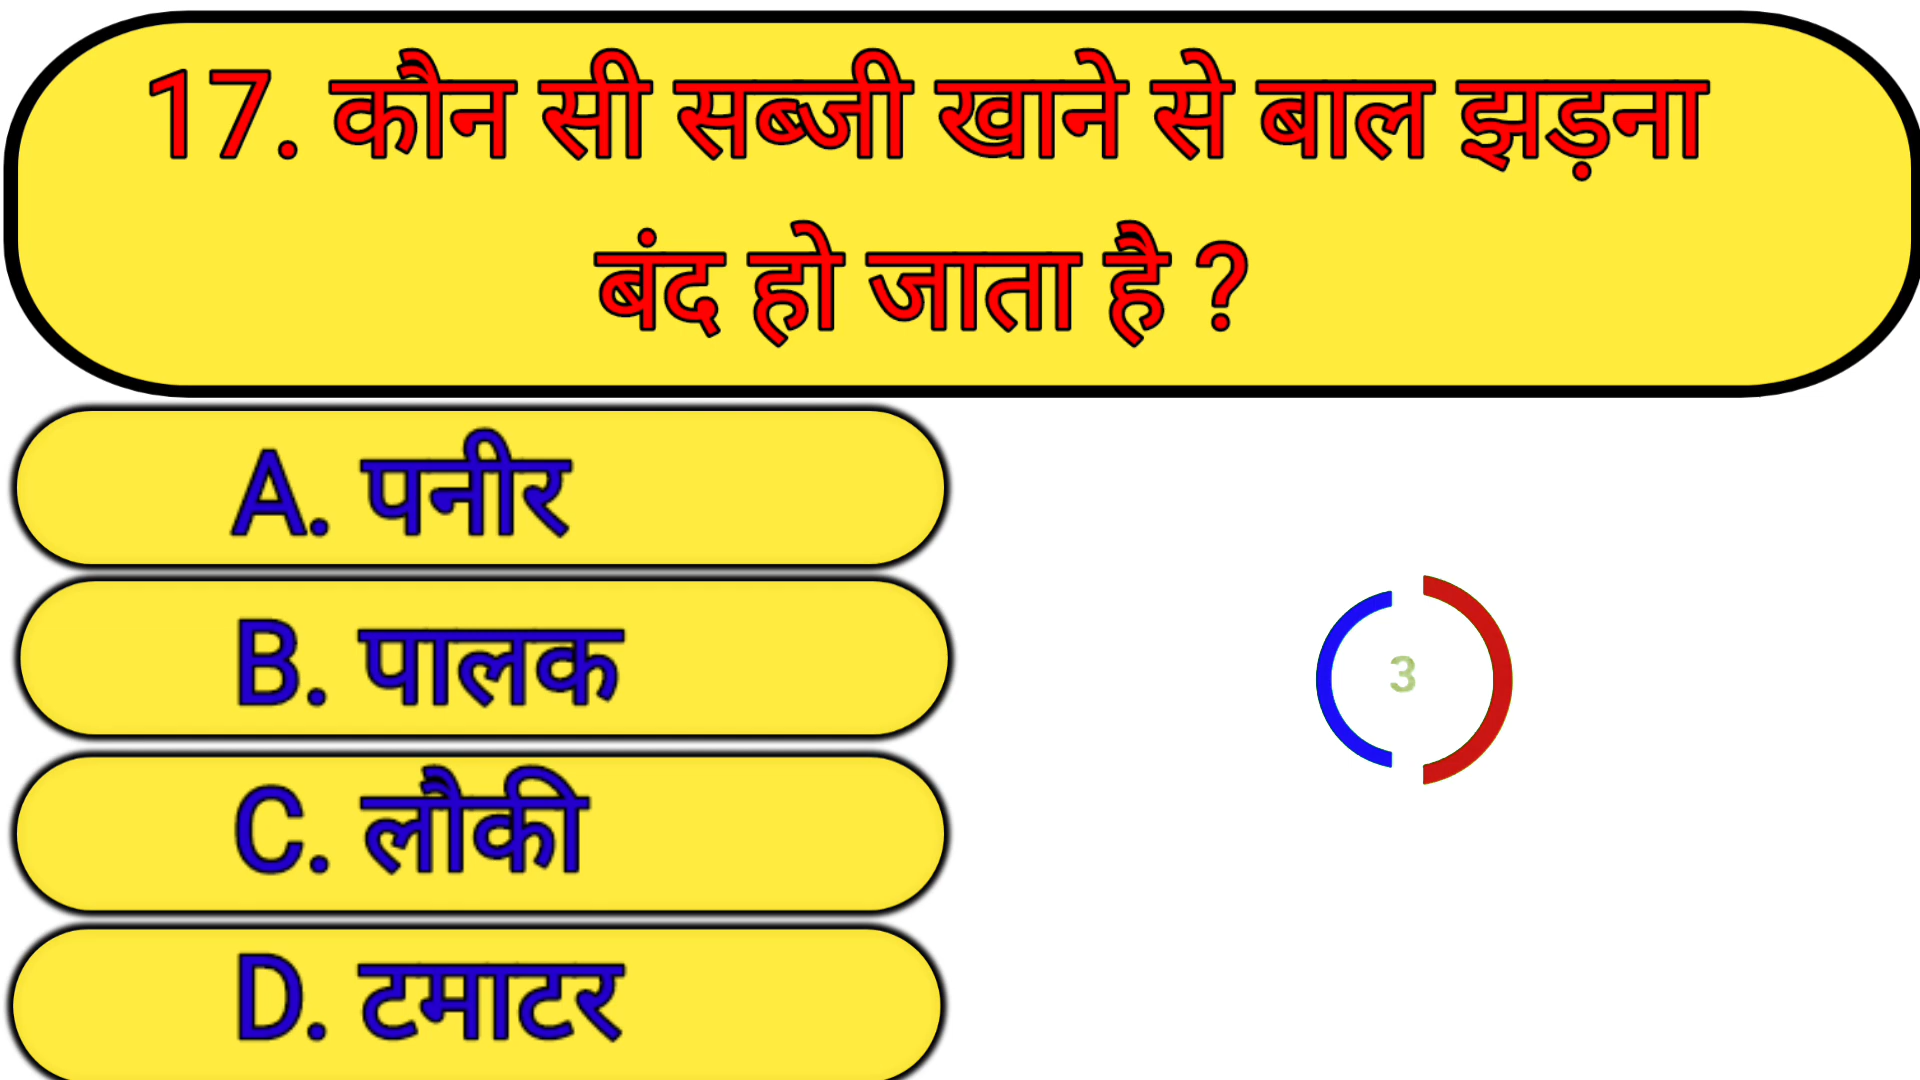 17. कौन सी सब्जी खाने से बाल झड़ना
बंद हो जाता है ?
A. पनीर
B. पालक
C. लौकी
D. टमाटर
3